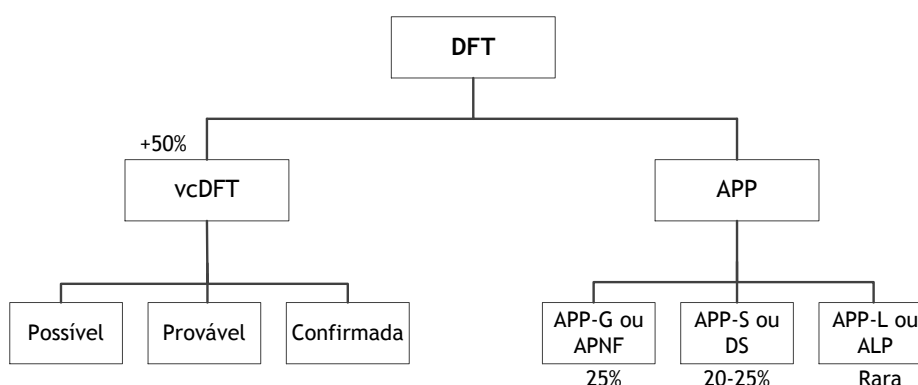 DFT
+50%
vcDFT
APP
Possível
Provável
Confirmada
APP-G ou
APNF
25%
APP-S ou
DS
20-25%
APP-L ou
ALP
Rara